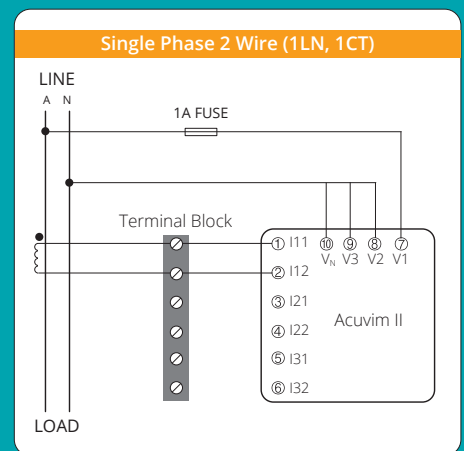 Single Phase 2 Wire (1LN, 1CT)
LINE
A N
1A FUSE
Terminal Block
① I11 ⑩ ⑨ ⑧ ⑦
V_N V3 V2 V1
② I12
③ I21
④ I22
Acuvim II
⑤ I31
⑥ I32
LOAD